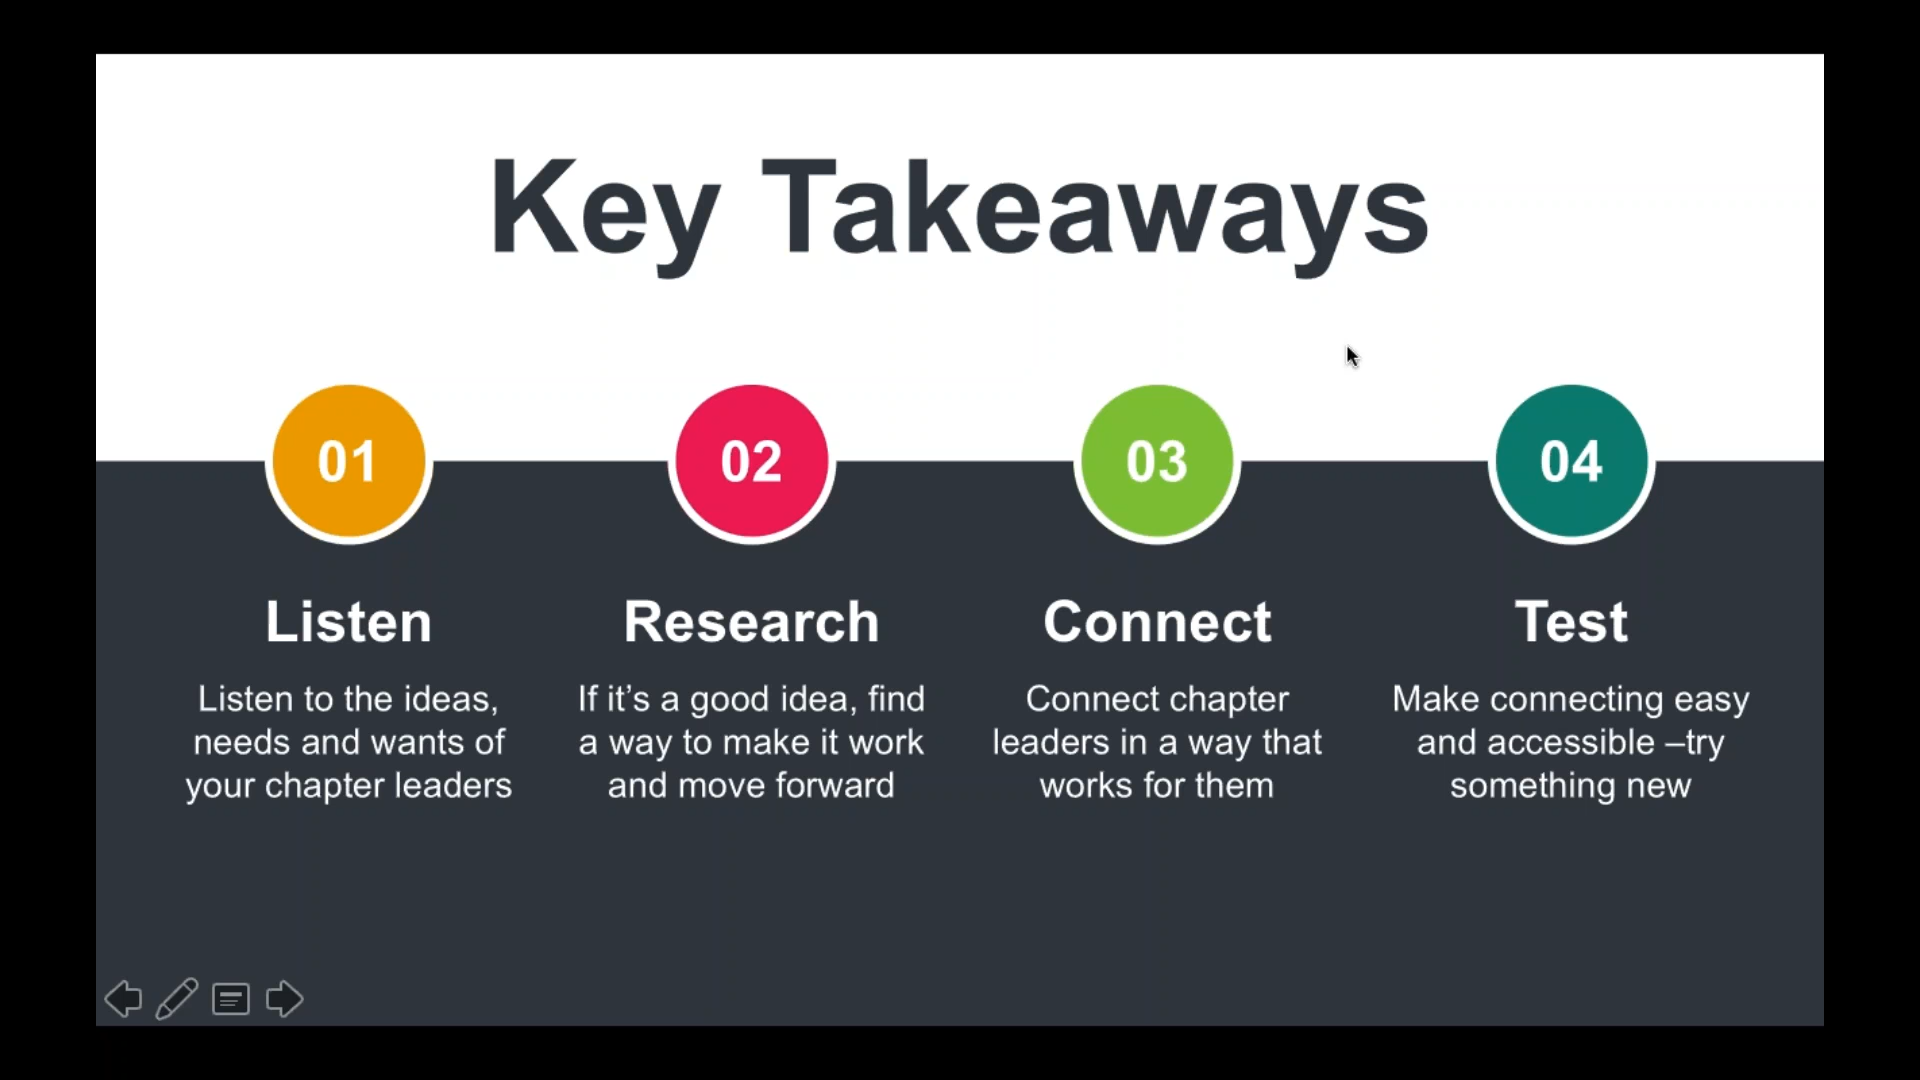 Key Takeaways
01
02
03
04
Listen
Research
Connect
Test
Listen to the ideas,
needs and wants of
your chapter leaders
If it’s a good idea, find
a way to make it work
and move forward
Connect chapter
leaders in a way that
works for them
Make connecting easy
and accessible –try
something new